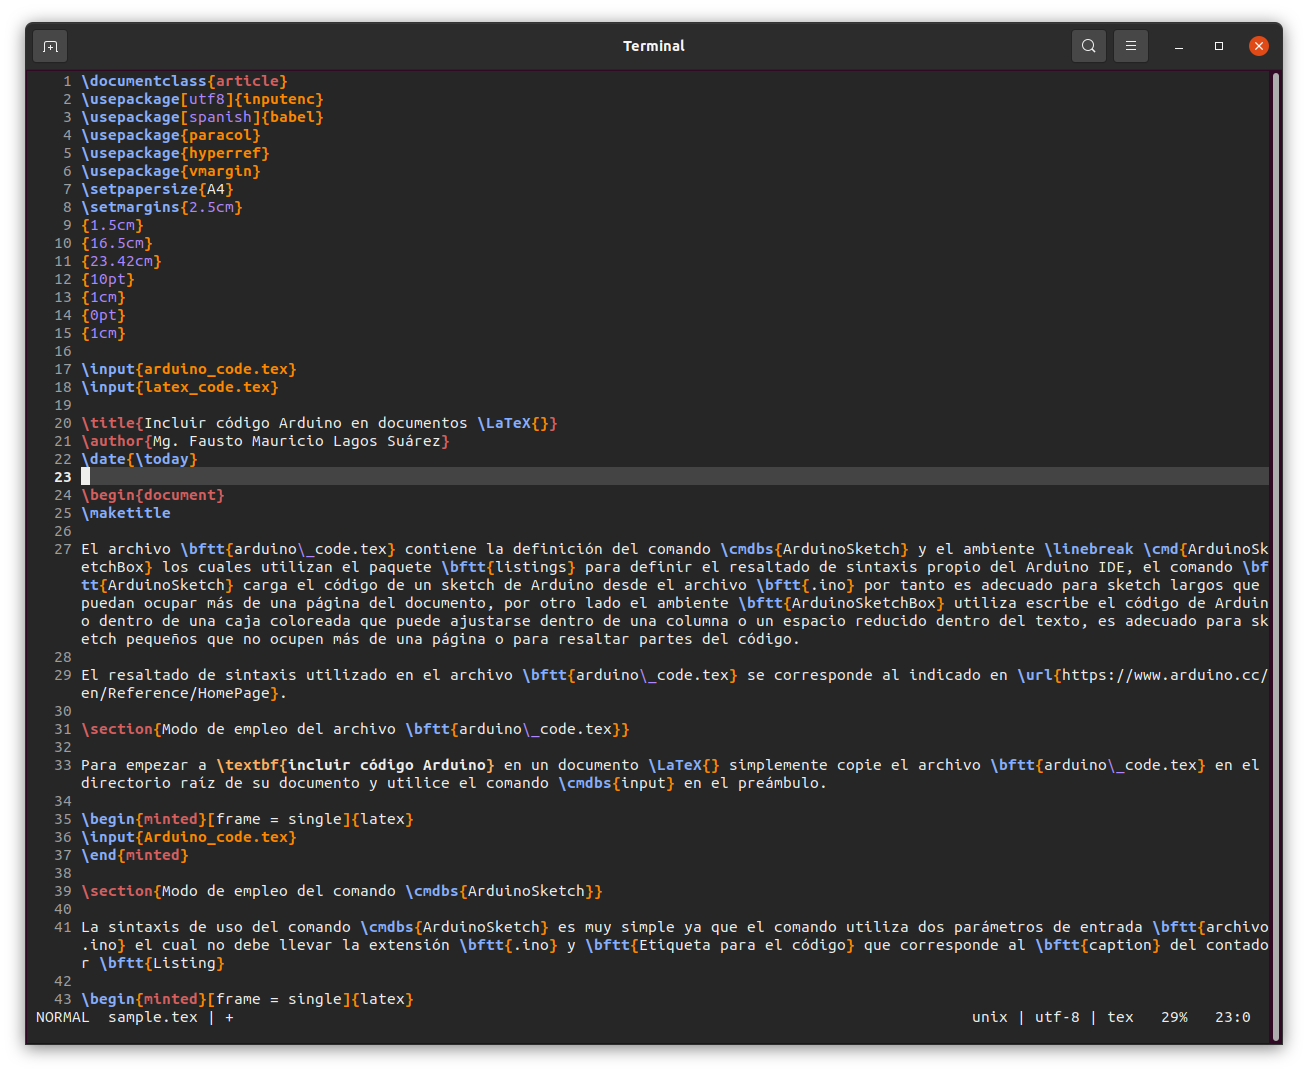 Terminal
1 \documentclass{article}
2 \usepackage[utf8]{inputenc}
3 \usepackage[spanish]{babel}
4 \usepackage{paracol}
5 \usepackage{hyperref}
6 \usepackage{vmargin}
7 \setpapersize{A4}
8 \setmargins{2.5cm}
9 {1.5cm}
10 {16.5cm}
11 {23.42cm}
12 {10pt}
13 {1cm}
14 {0pt}
15 {1cm}
16
17 \input{arduino_code.tex}
18 \input{latex_code.tex}
19
20 \title{Incluir código Arduino en documentos \LaTeX{}}
21 \author{Mg. Fausto Mauricio Lagos Suárez}
22 \date{\today}
23
24 \begin{document}
25 \maketitle
26
27 El archivo \bftt{arduino\_code.tex} contiene la definición del comando \cmdbs{ArduinoSketch} y el ambiente \linebreak \cmd{ArduinoSk
etchBox} los cuales utilizan el paquete \bftt{listings} para definir el resaltado de sintaxis propio del Arduino IDE, el comando \bf
tt{ArduinoSketch} carga el código de un sketch de Arduino desde el archivo \bftt{.ino} por tanto es adecuado para sketch largos que
puedan ocupar más de una página del documento, por otro lado el ambiente \bftt{ArduinoSketchBox} utiliza escribe el código de Arduin
o dentro de una caja coloreada que puede ajustarse dentro de una columna o un espacio reducido dentro del texto, es adecuado para sk
etch pequeños que no ocupen más de una página o para resaltar partes del código.
28
29 El resaltado de sintaxis utilizado en el archivo \bftt{arduino\_code.tex} se corresponde al indicado en \url{https://www.arduino.cc/
en/Reference/HomePage}.
30
31 \section{Modo de empleo del archivo \bftt{arduino\_code.tex}}
32
33 Para empezar a \textbf{incluir código Arduino} en un documento \LaTeX{} simplemente copie el archivo \bftt{arduino\_code.tex} en el
directorio raíz de su documento y utilice el comando \cmdbs{input} en el preámbulo.
34
35 \begin{minted}[frame = single]{latex}
36 \input{Arduino_code.tex}
37 \end{minted}
38
39 \section{Modo de empleo del comando \cmdbs{ArduinoSketch}}
40
41 La sintaxis de uso del comando \cmdbs{ArduinoSketch} es muy simple ya que el comando utiliza dos parámetros de entrada \bftt{archivo
.ino} el cual no debe llevar la extensión \bftt{.ino} y \bftt{Etiqueta para el código} que corresponde al \bftt{caption} del contado
r \bftt{Listing}
42
43 \begin{minted}[frame = single]{latex}
NORMAL sample.tex | + unix | utf-8 | tex 29% 23:0